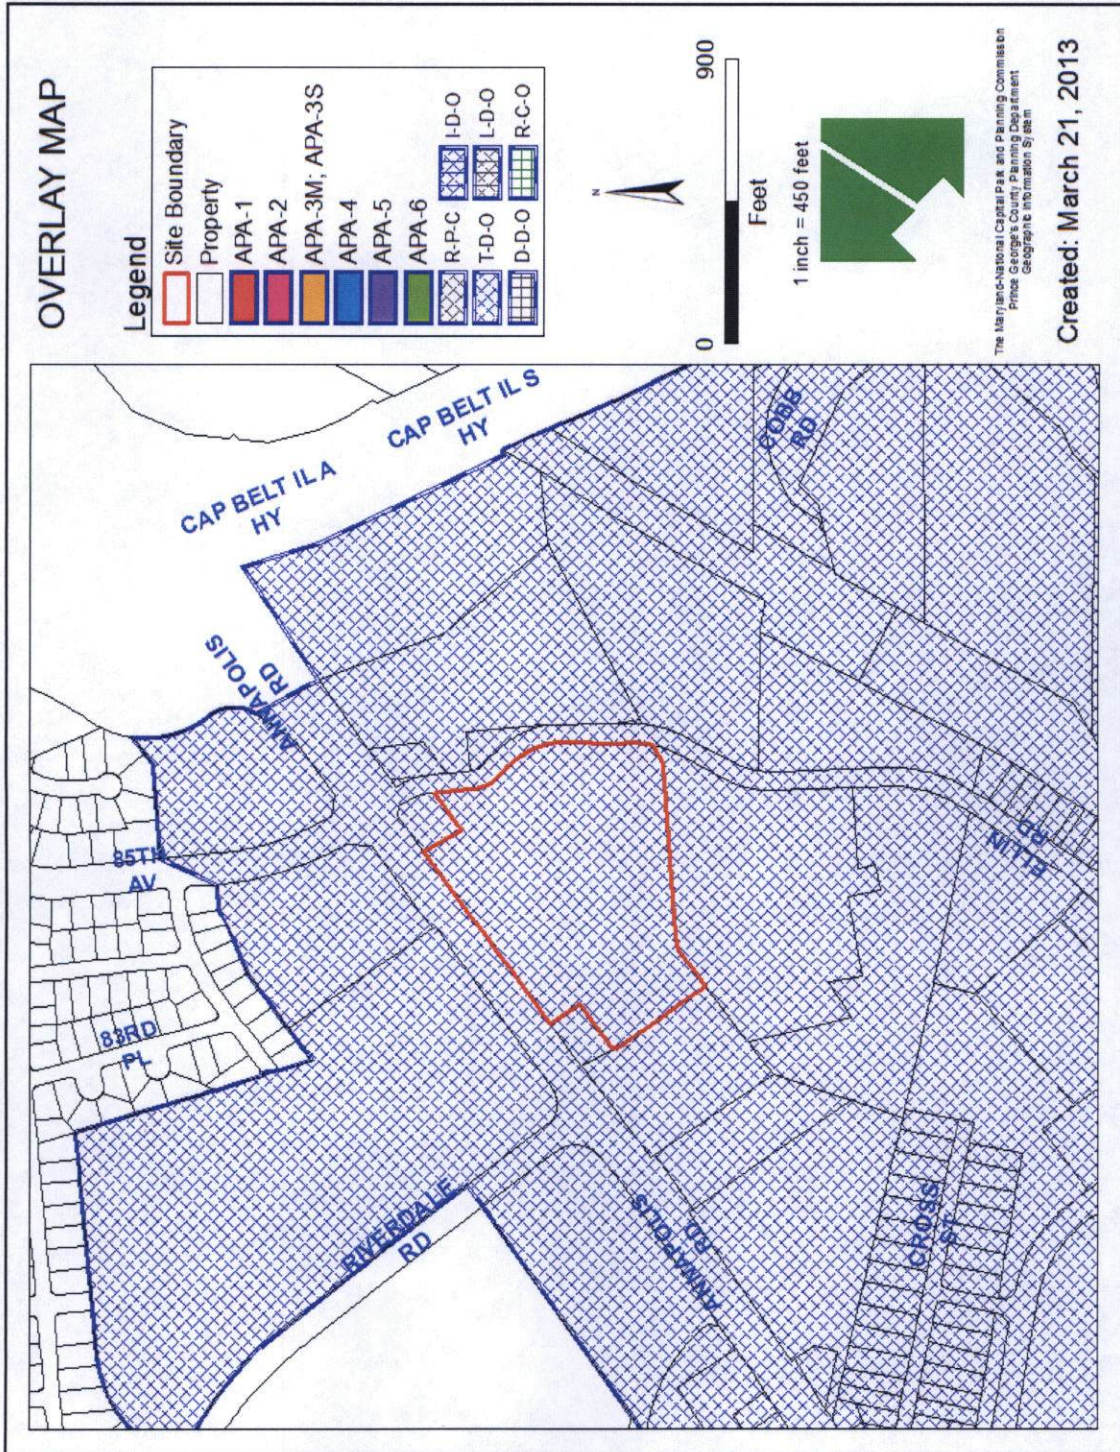 OVERLAY MAP
Legend
Site Boundary
Property
APA-1
APA-2
APA-3M; APA-3S
APA-4
APA-5
APA-6
R-P-C
I-D-O
T-D-O
L-D-O
D-D-O
R-C-O
N
0
900
Feet
1 inch = 450 feet
The Maryland-National Capital Park and Planning Commission
Prince George's County Planning Department
Geographic Information System
Created: March 21, 2013
CAP BELT IL A
HY
CAP BELT IL S
HY
ANNAPOLIS
RD
COBB
RD
85TH
AV
83RD
PL
ELLIN
RD
RIVERDALE
RD
ANNAPOLIS
RD
CROSS
ST